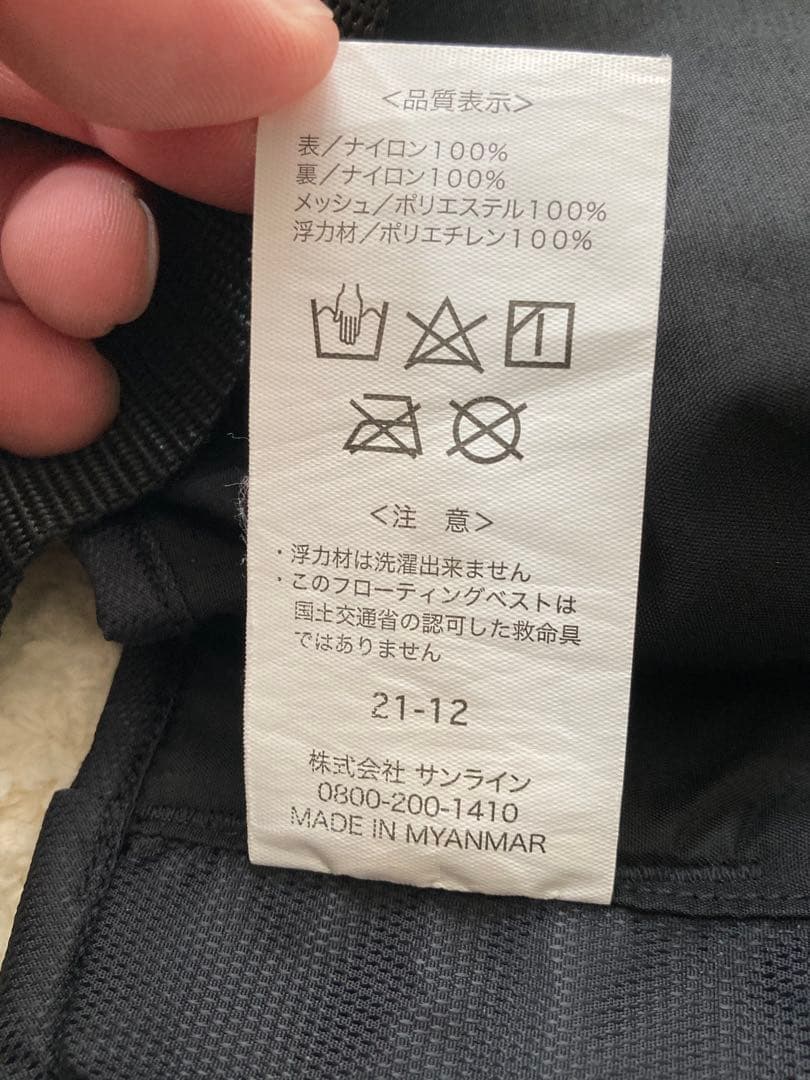 <品質表示>
表／ナイロン100%
裏／ナイロン100%
メッシュ／ポリエステル100%
浮力材／ポリエチレン100%
<注 意>
・浮力材は洗濯出来ません
・このフローティングベストは
国土交通省の認可した救命具
ではありません
21-12
株式会社 サンライン
0800-200-1410
MADE IN MYANMAR